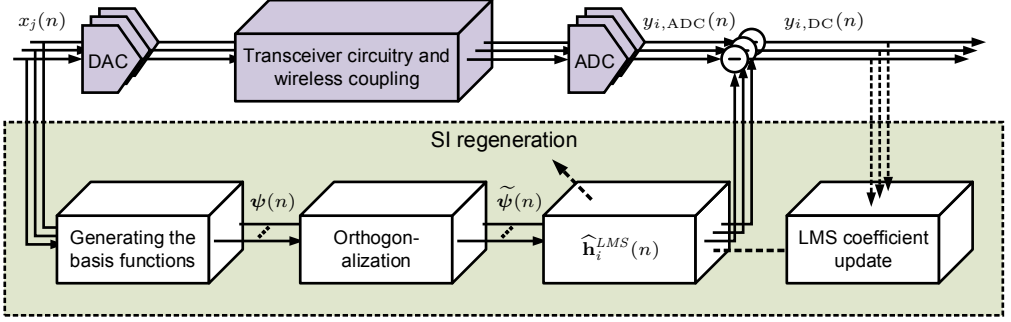 x_j(n)
y_{i,ADC}(n)
y_{i,DC}(n)
DAC
Transceiver circuitry and
wireless coupling
ADC
−
SI regeneration
ψ(n)
ψ̃(n)
Generating the
basis functions
Orthogon-
alization
ĥ_i^{LMS}(n)
LMS coefficient
update